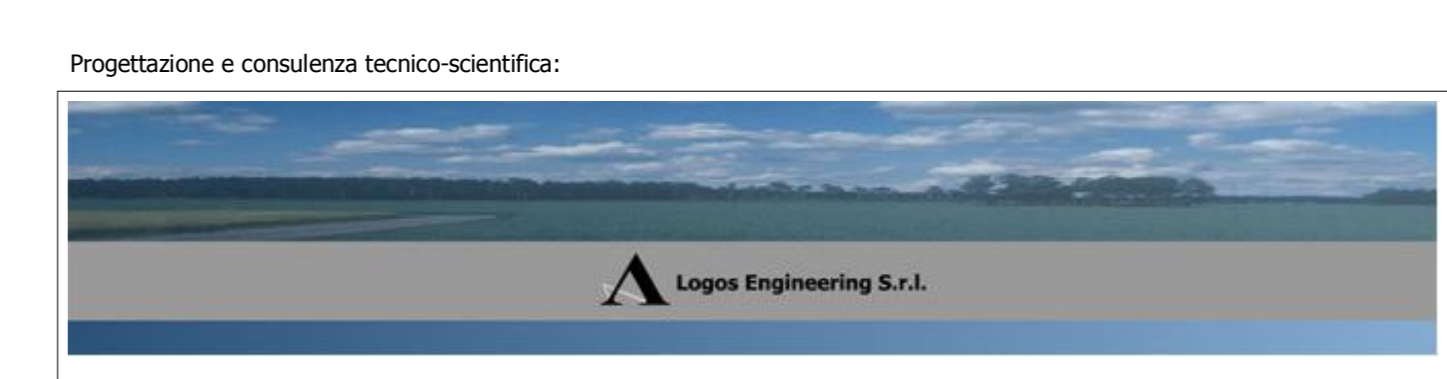 Progettazione e consulenza tecnico-scientifica:
Logos Engineering S.r.l.